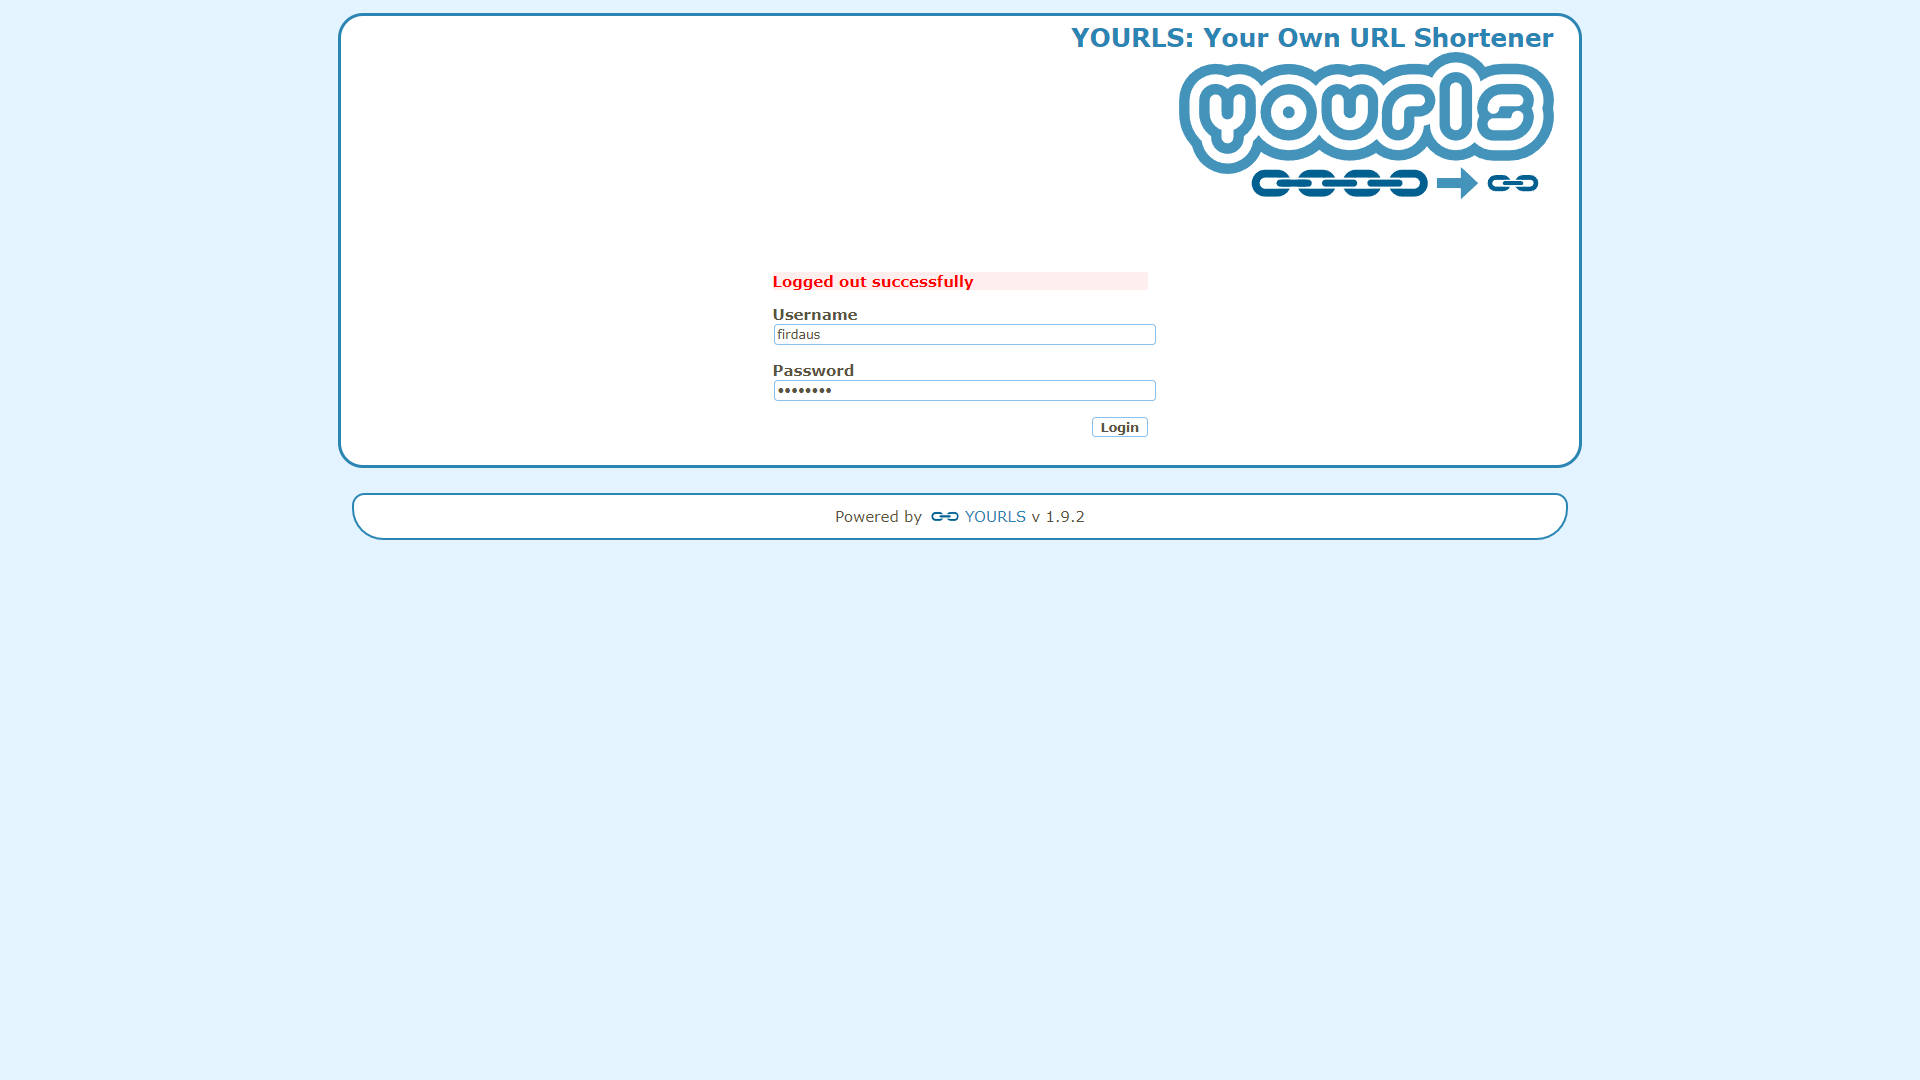 YOURLS: Your Own URL Shortener
yourls
Logged out successfully
Username
firdaus
Password
••••••••
Login
Powered by YOURLS v 1.9.2